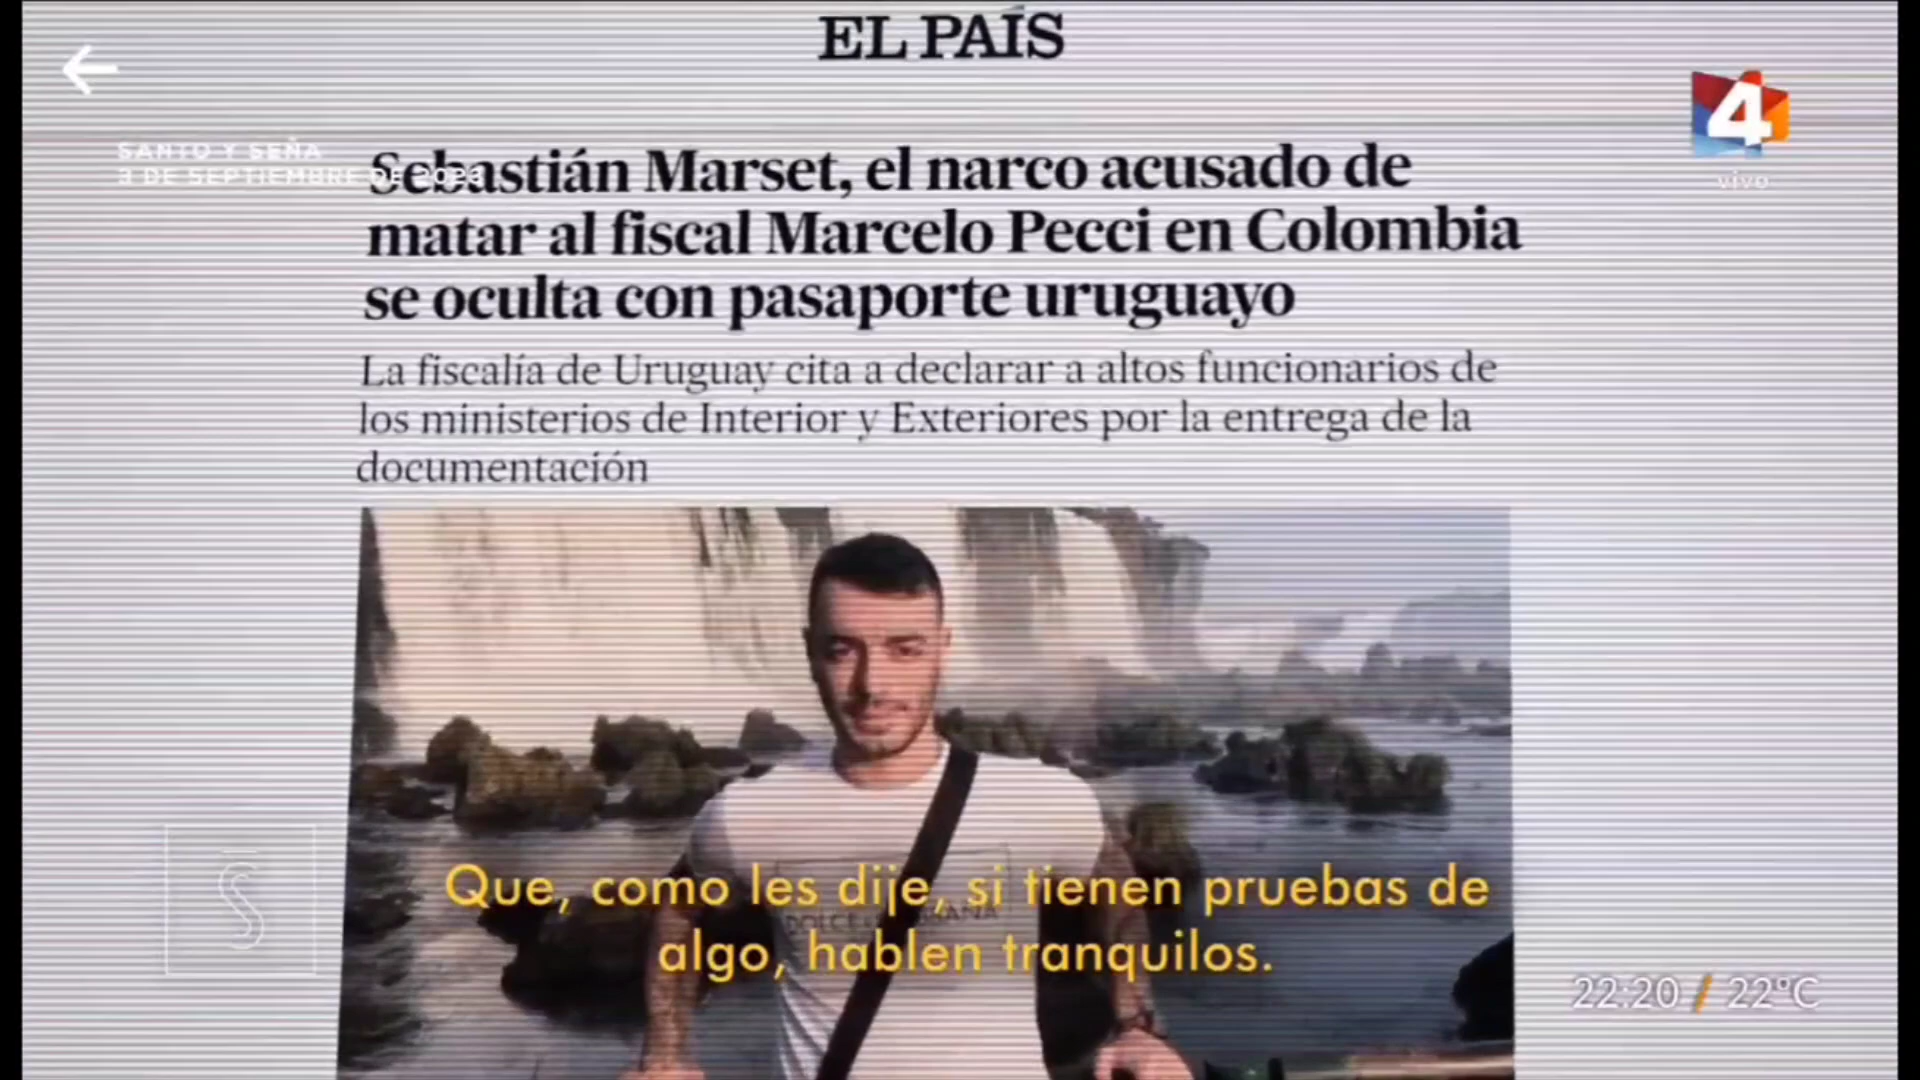 EL PAÍS
4
vivo
SANTO Y SEÑA
3 DE SEPTIEMBRE DE
Sebastián Marset, el narco acusado de
matar al fiscal Marcelo Pecci en Colombia
se oculta con pasaporte uruguayo
La fiscalía de Uruguay cita a declarar a altos funcionarios de
los ministerios de Interior y Exteriores por la entrega de la
documentación
Que, como les dije, si tienen pruebas de
algo, hablen tranquilos.
22:20 / 22°C